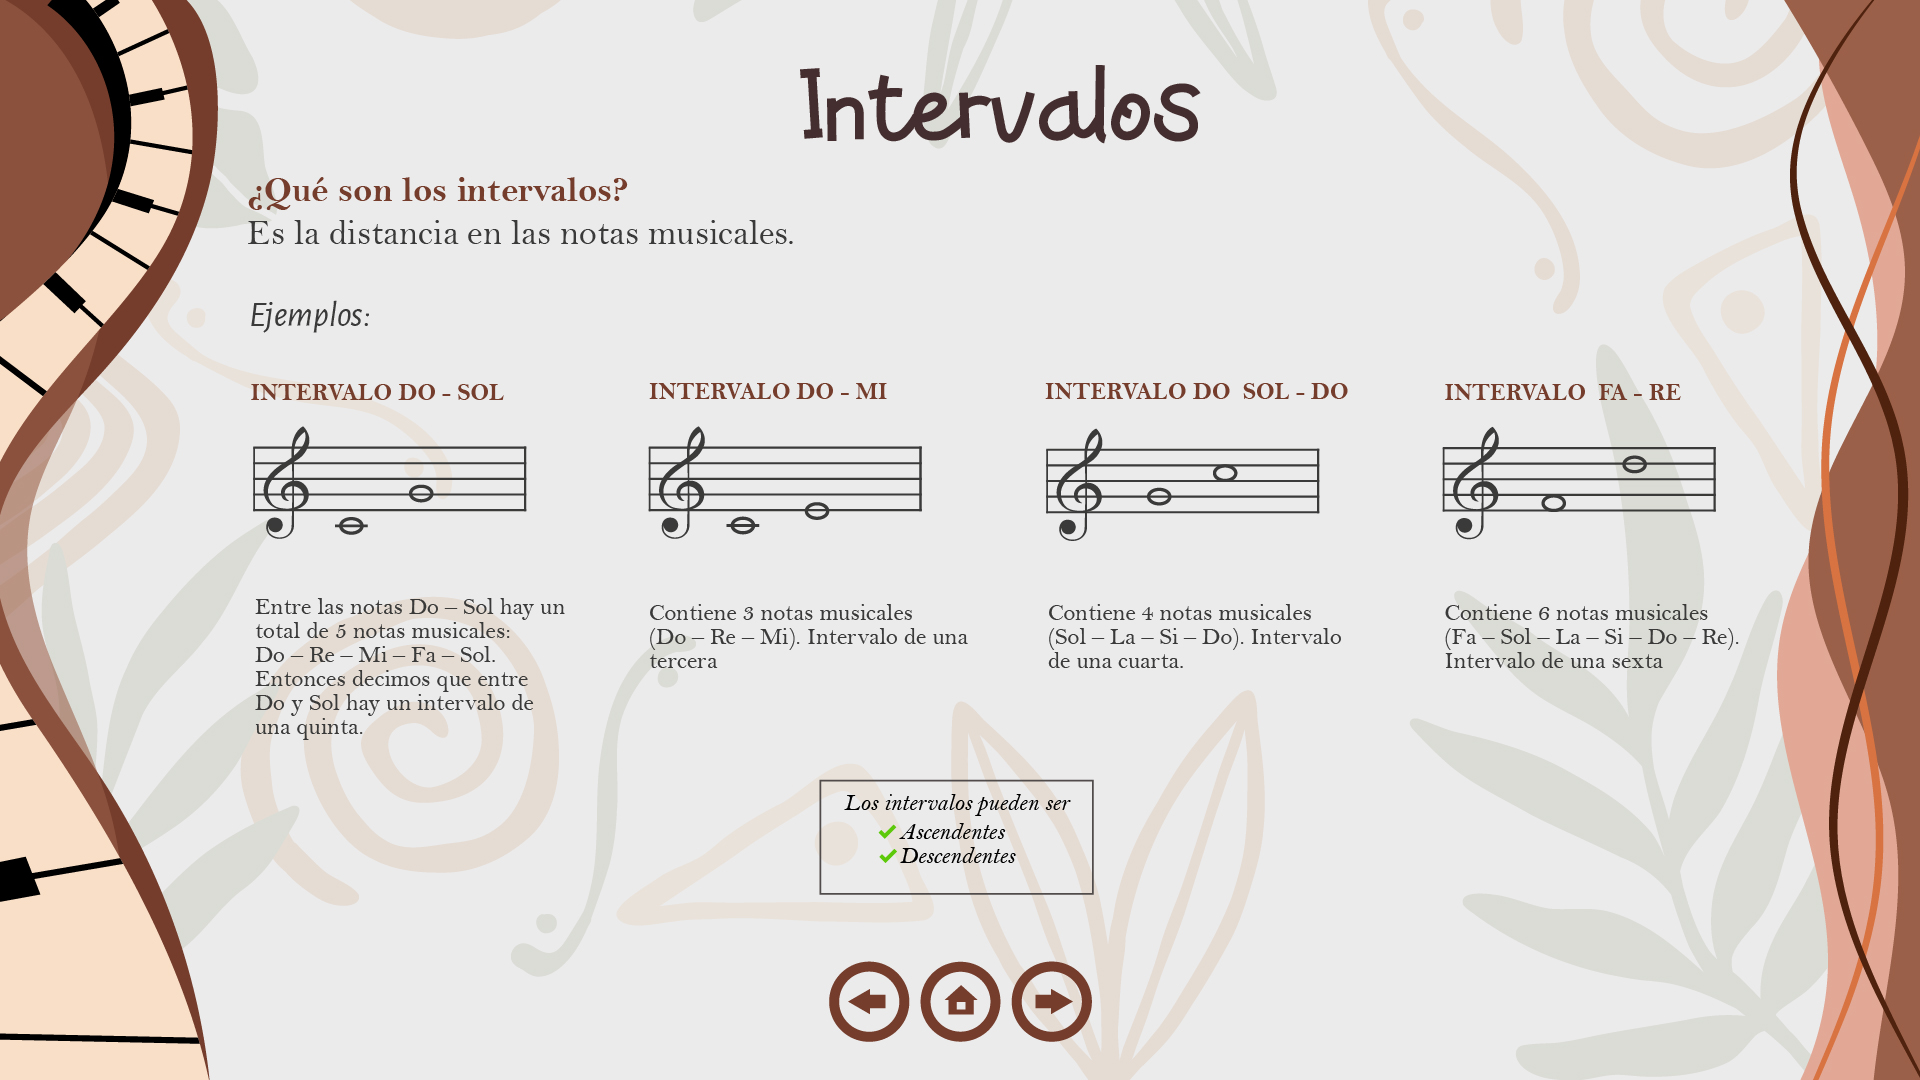 Intervalos
¿Qué son los intervalos?
Es la distancia en las notas musicales.
Ejemplos:
INTERVALO DO - SOL
Entre las notas Do – Sol hay un
total de 5 notas musicales:
Do – Re – Mi – Fa – Sol.
Entonces decimos que entre
Do y Sol hay un intervalo de
una quinta.
INTERVALO DO - MI
Contiene 3 notas musicales
(Do – Re – Mi). Intervalo de una
tercera
INTERVALO DO  SOL - DO
Contiene 4 notas musicales
(Sol – La – Si – Do). Intervalo
de una cuarta.
INTERVALO  FA - RE
Contiene 6 notas musicales
(Fa – Sol – La – Si – Do – Re).
Intervalo de una sexta
Los intervalos pueden ser
Ascendentes
Descendentes